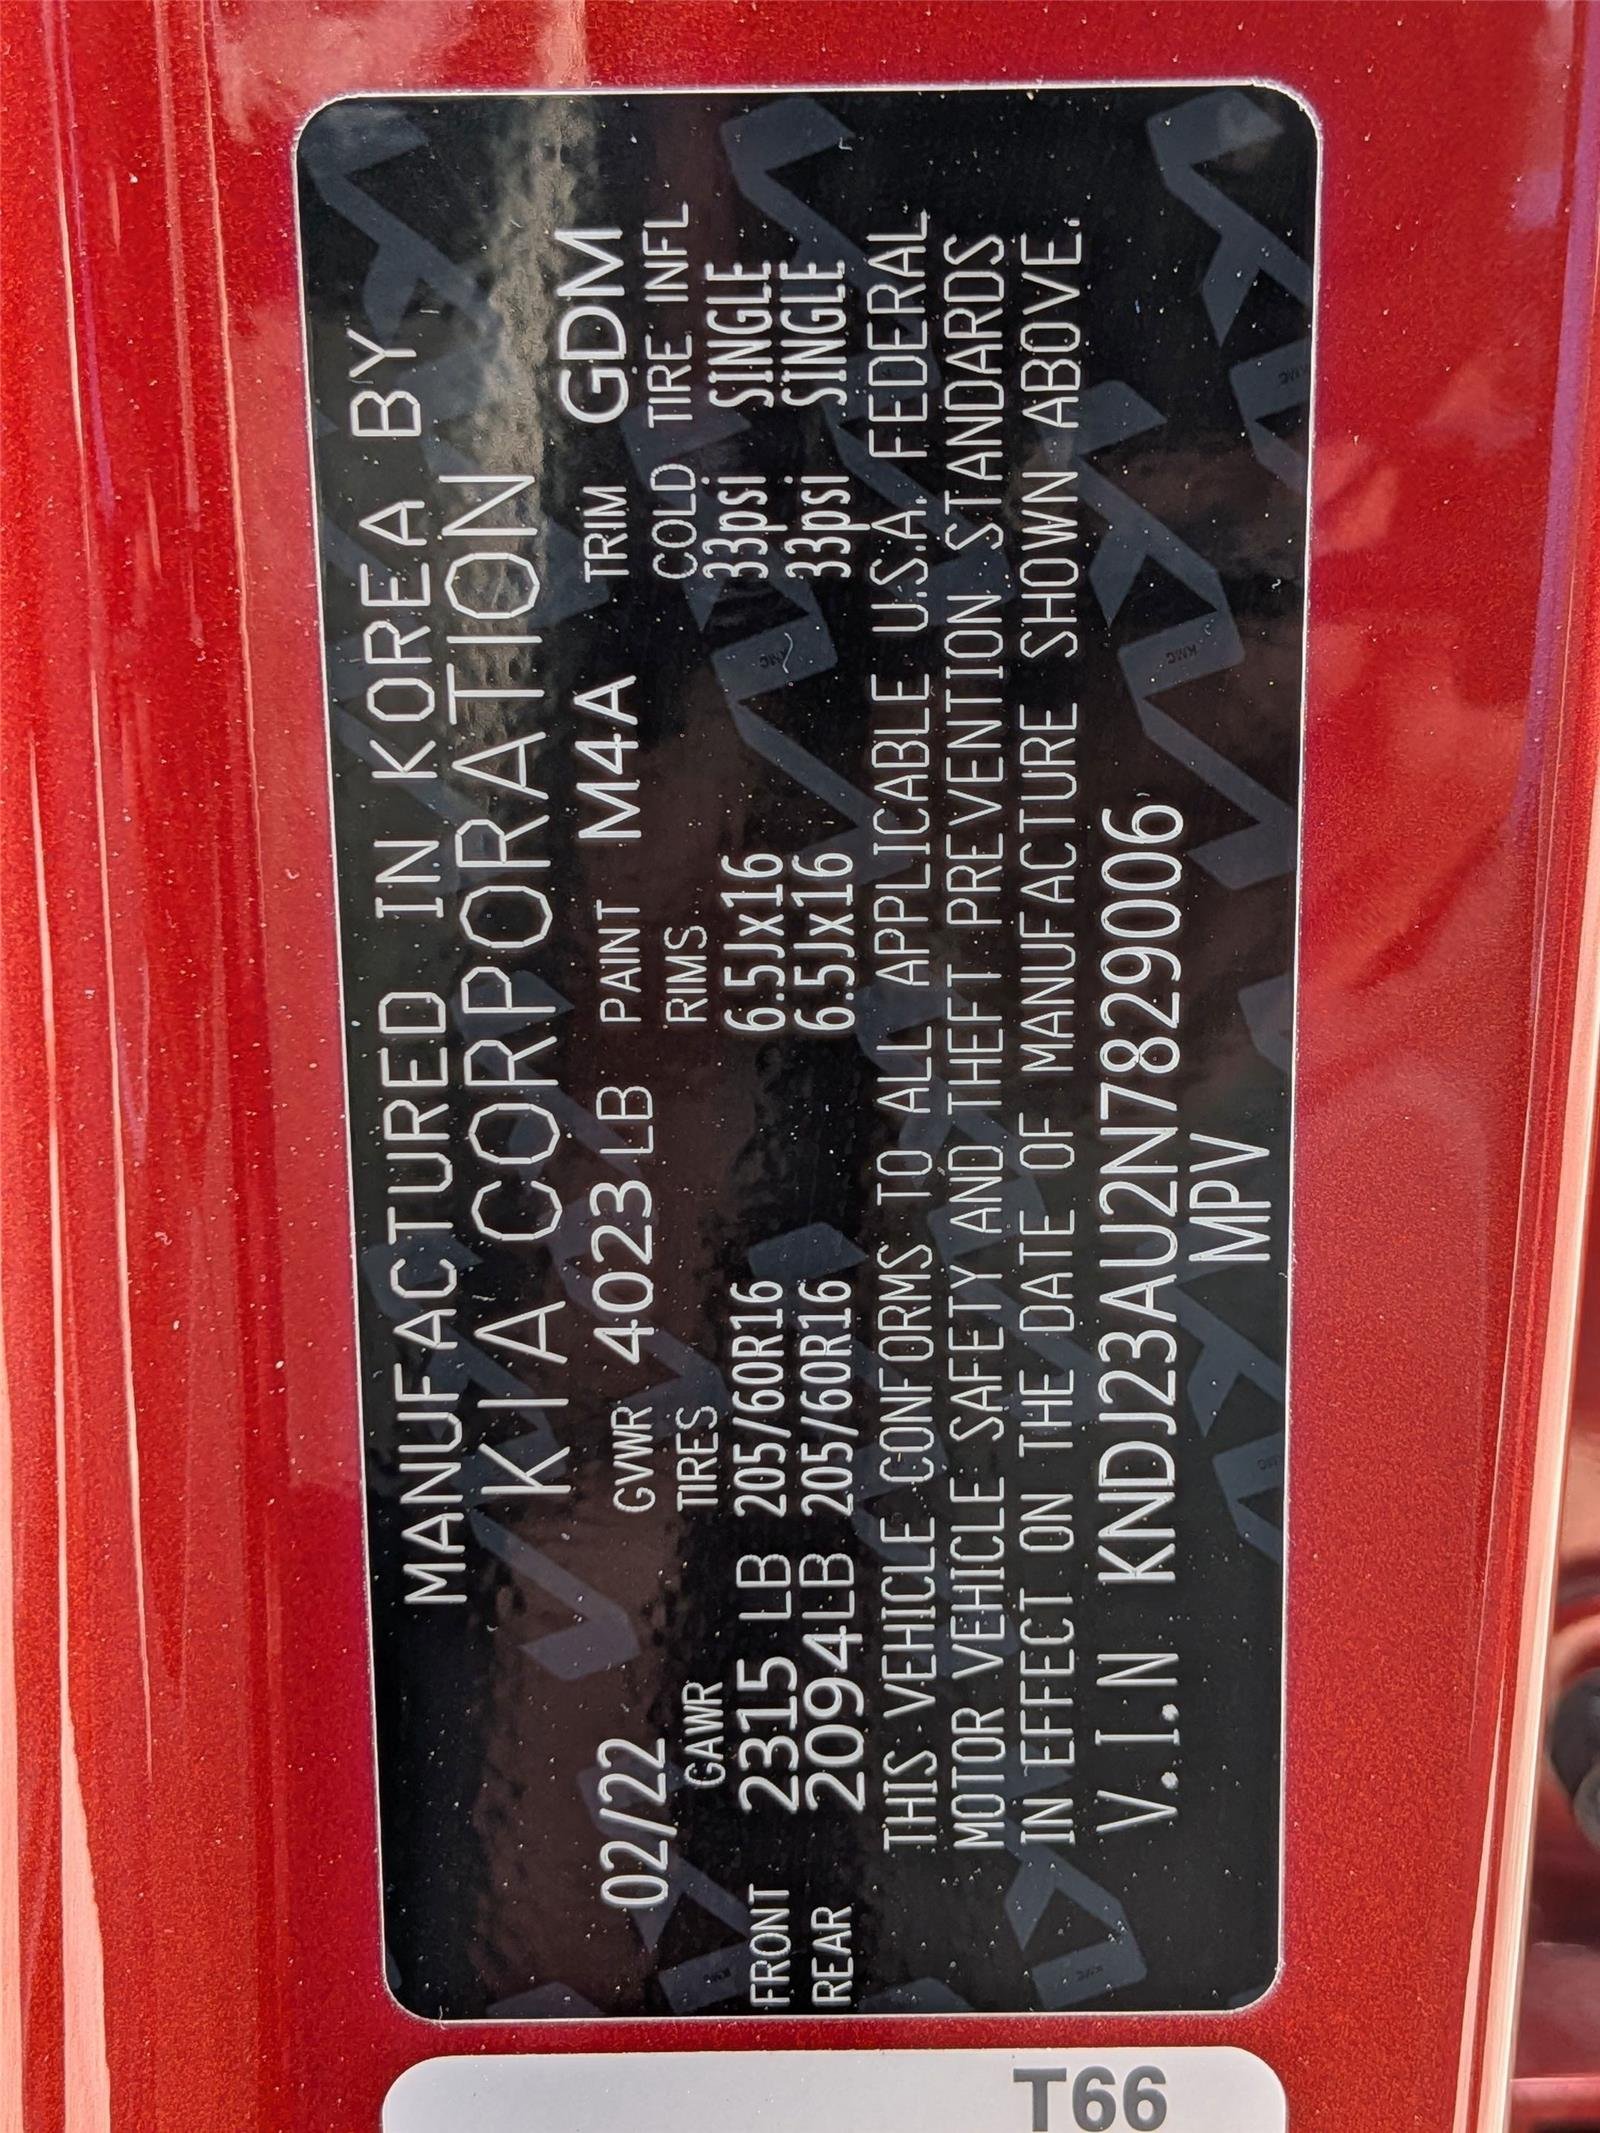 MANUFACTURED IN KOREA BY
KIA CORPORATION
02/22 GVWR 4023 LB PAINT M4A TRIM GDM
GAWR TIRES RIMS COLD TIRE INFL
FRONT 2315 LB 205/60R16 6.5Jx16 33psi SINGLE
REAR 2094LB 205/60R16 6.5Jx16 33psi SINGLE
THIS VEHICLE CONFORMS TO ALL APPLICABLE U.S.A. FEDERAL
MOTOR VEHICLE SAFETY AND THEFT PREVENTION STANDARDS
IN EFFECT ON THE DATE OF MANUFACTURE SHOWN ABOVE.
V.I.N KNDJ23AU2N7829006
MPV
T66